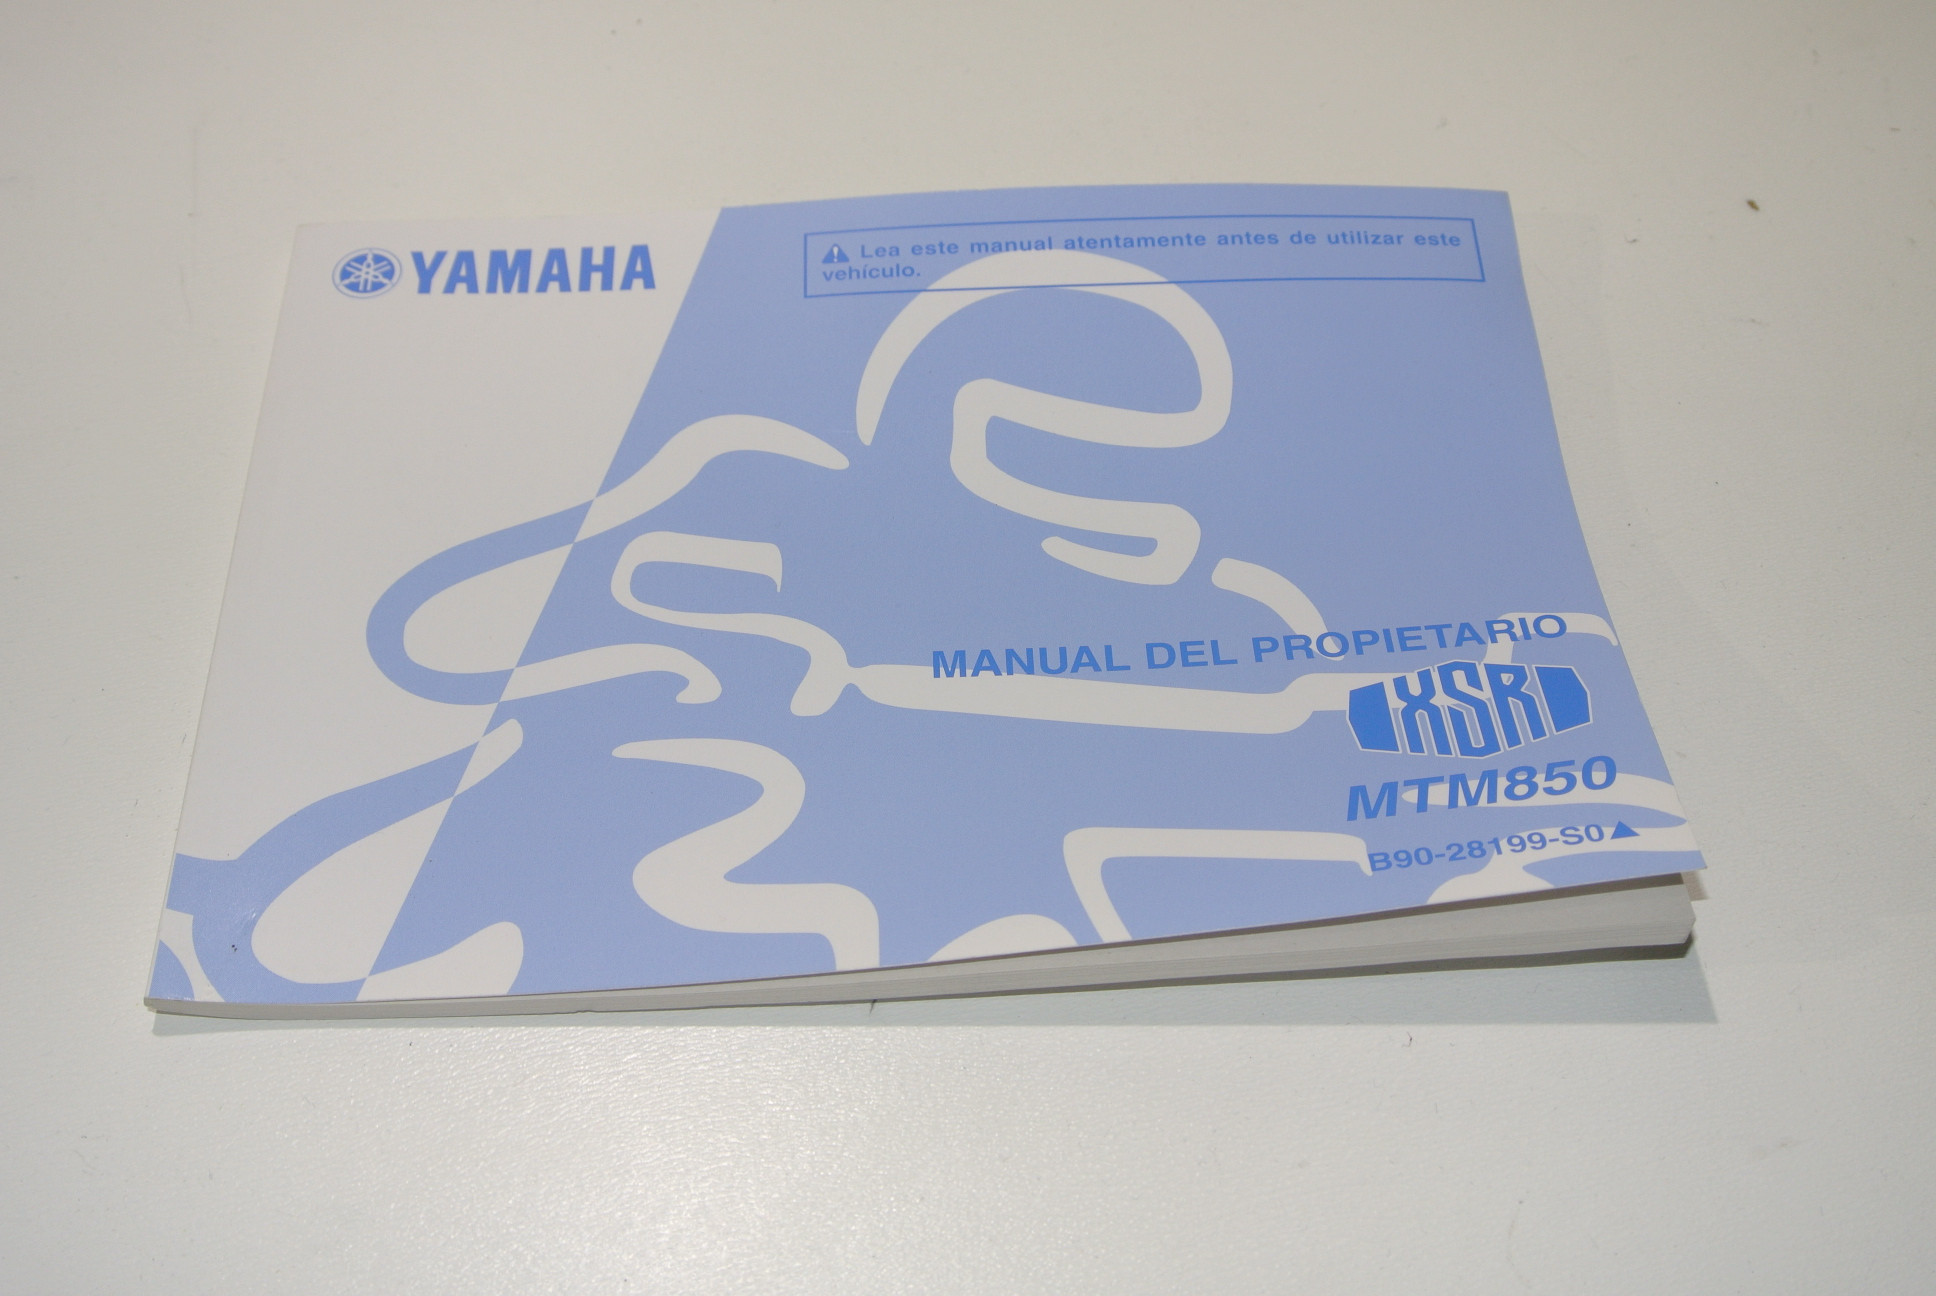 YAMAHA
⚠ Lea este manual atentamente antes de utilizar este
vehículo.
MANUAL DEL PROPIETARIO
XSR
MTM850
B90-28199-S0▲